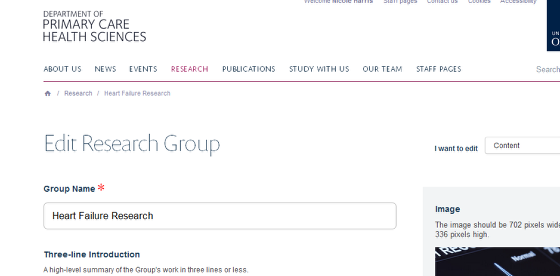 Welcome Nicole Harris Staff pages Contact us Cookies Accessibility
DEPARTMENT OF
PRIMARY CARE
HEALTH SCIENCES
ABOUT US NEWS EVENTS RESEARCH PUBLICATIONS STUDY WITH US OUR TEAM STAFF PAGES
Search
/ Research / Heart Failure Research
Edit Research Group
I want to edit Content
Group Name *
Heart Failure Research
Image
The image should be 702 pixels wide
336 pixels high.
Three-line Introduction
A high-level summary of the Group's work in three lines or less.